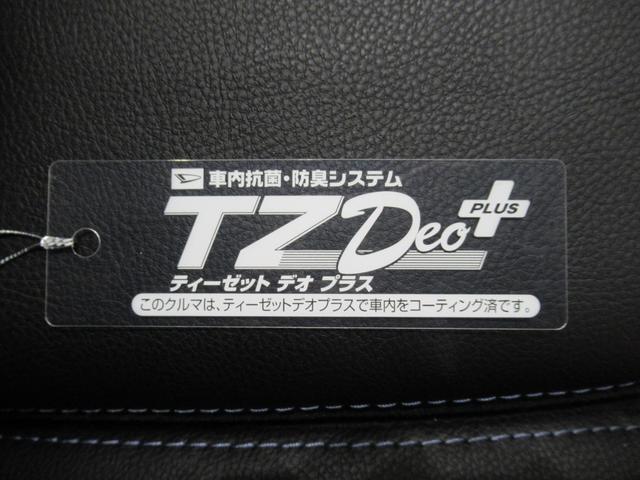 車内抗菌・防臭システム
TZDeo PLUS
ティーゼット デオ プラス
このクルマは、ティーゼットデオプラスで車内をコーティング済です。